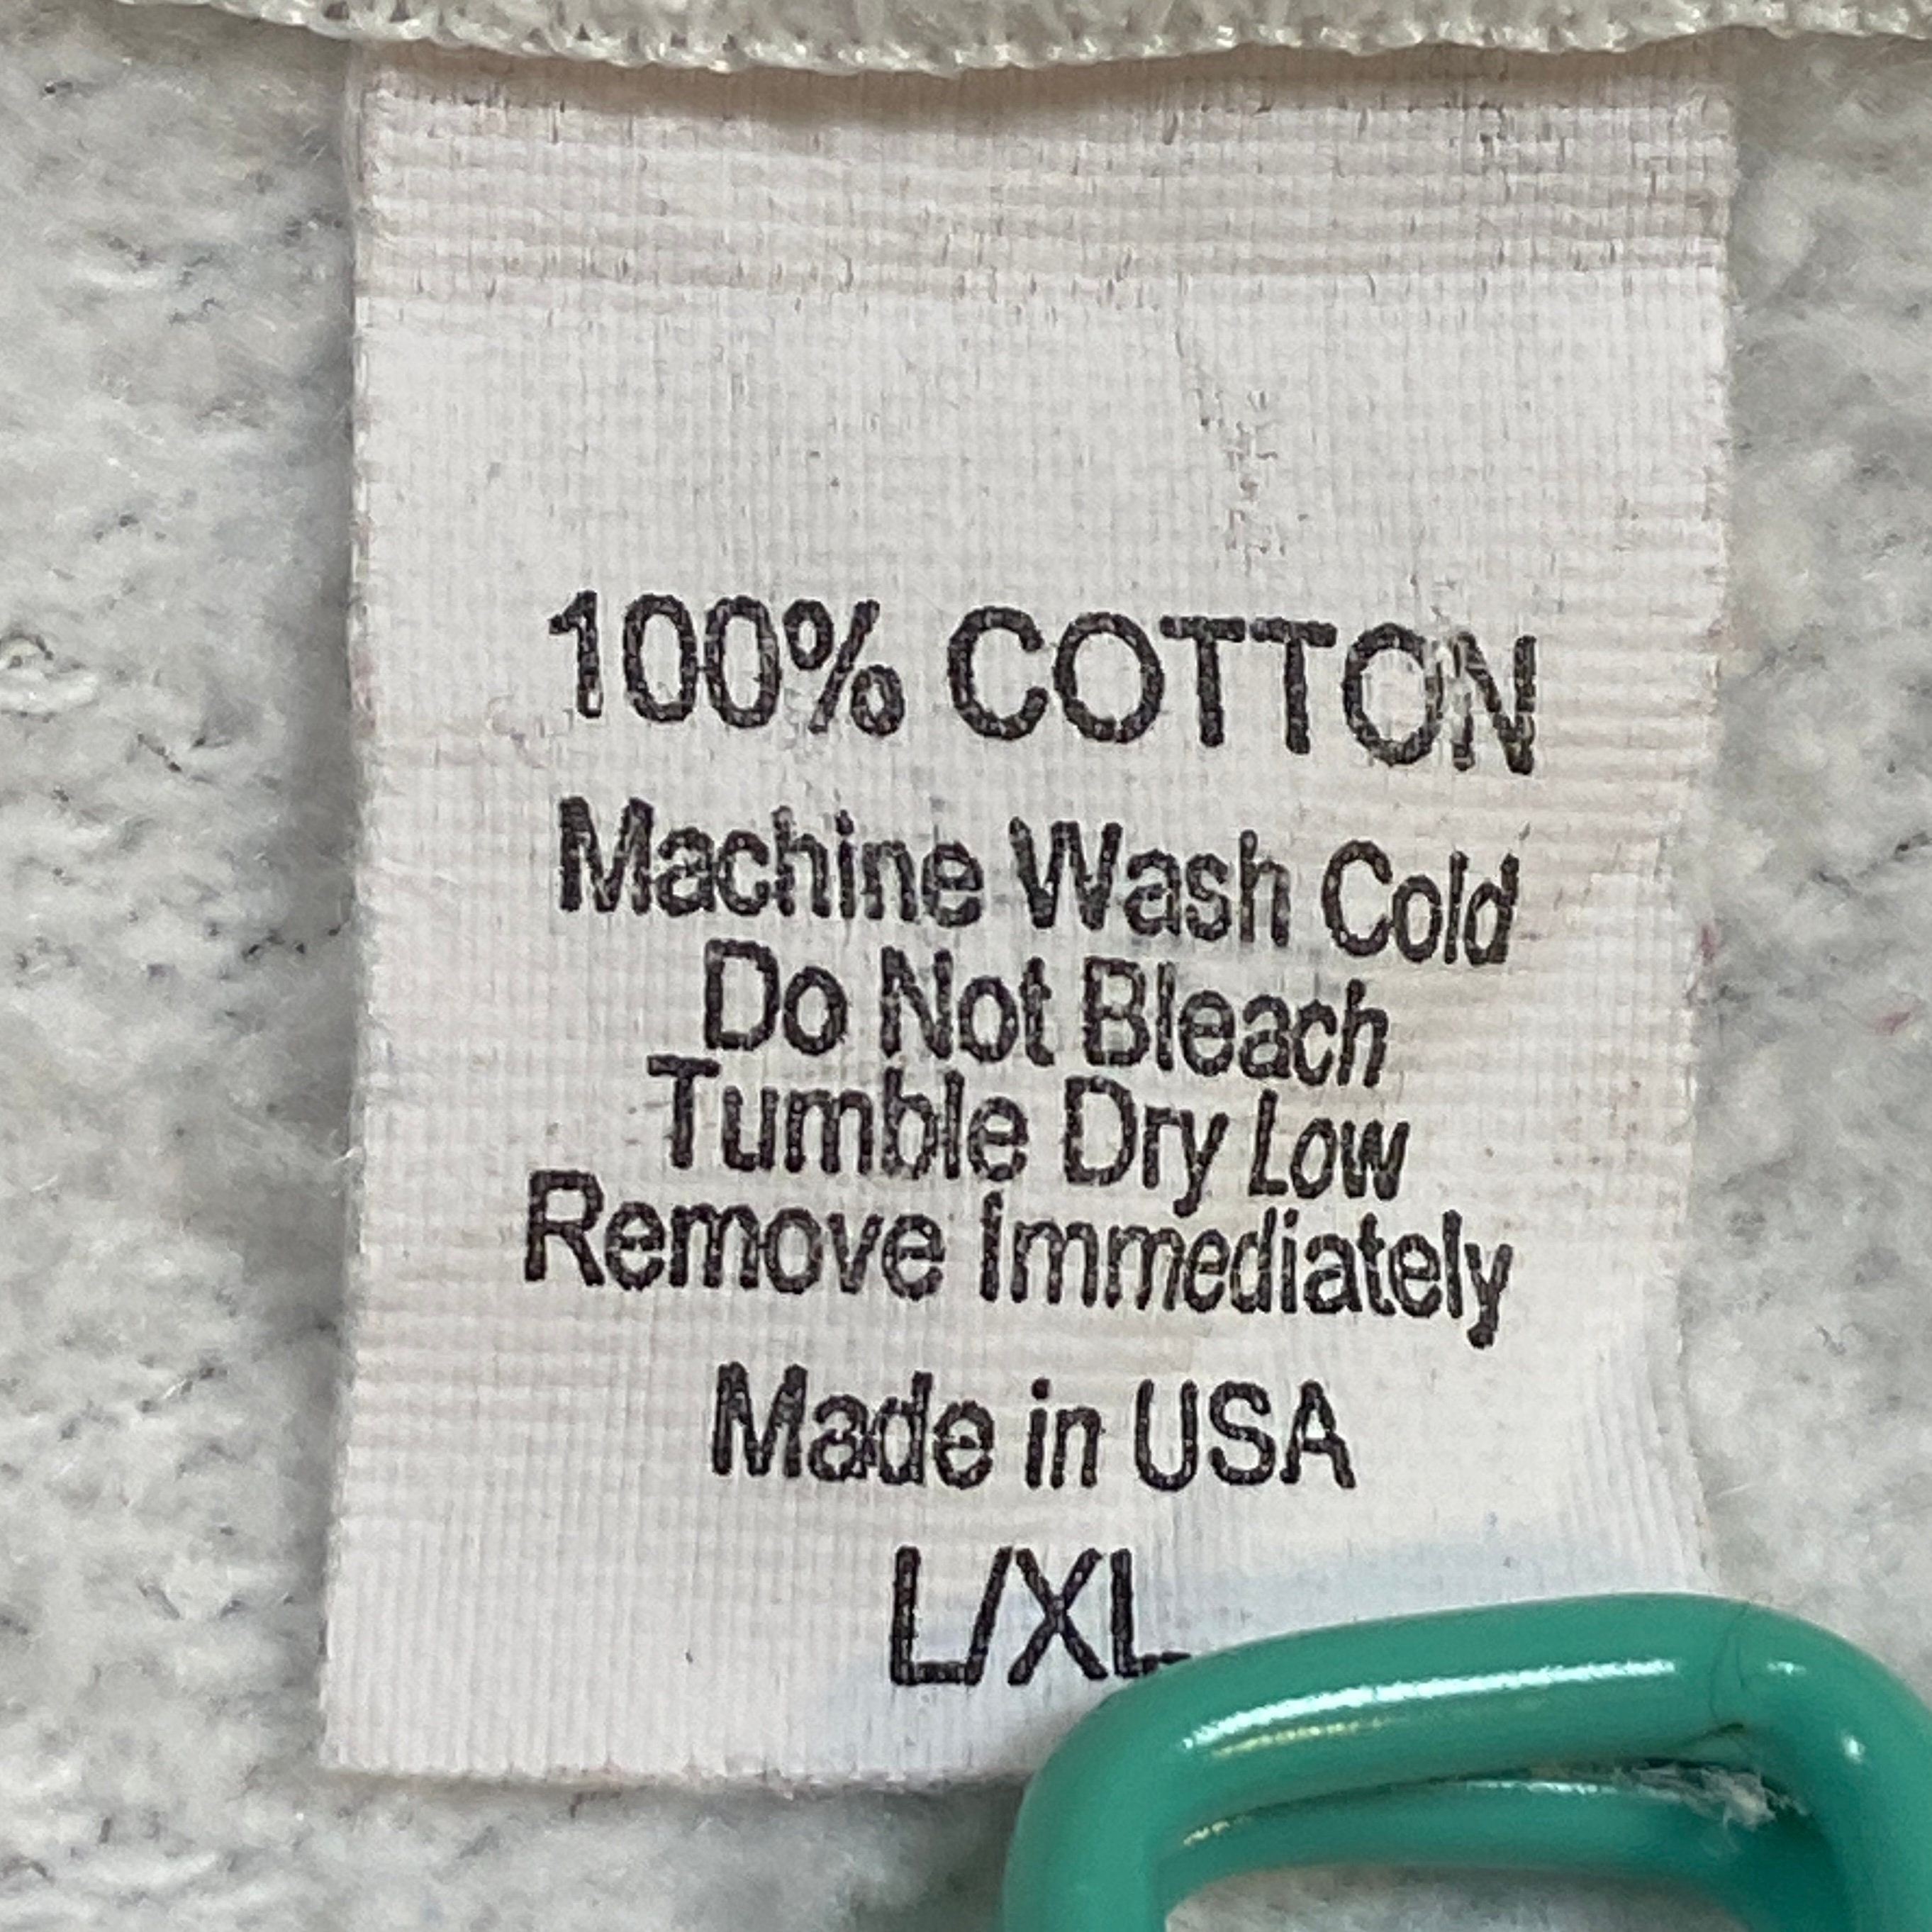 100% COTTON
Machine Wash Cold
Do Not Bleach
Tumble Dry Low
Remove Immediately
Made in USA
L/XL